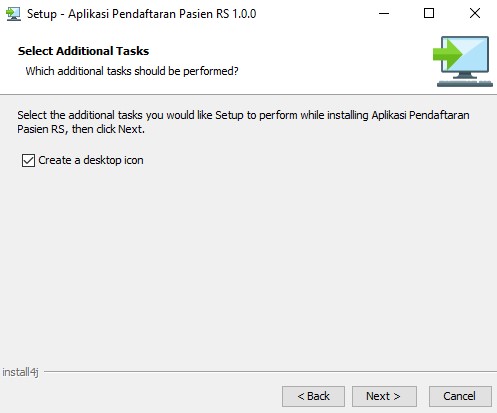 Setup - Aplikasi Pendaftaran Pasien RS 1.0.0
Select Additional Tasks
Which additional tasks should be performed?
Select the additional tasks you would like Setup to perform while installing Aplikasi Pendaftaran
Pasien RS, then click Next.
Create a desktop icon
install4j
< Back
Next >
Cancel